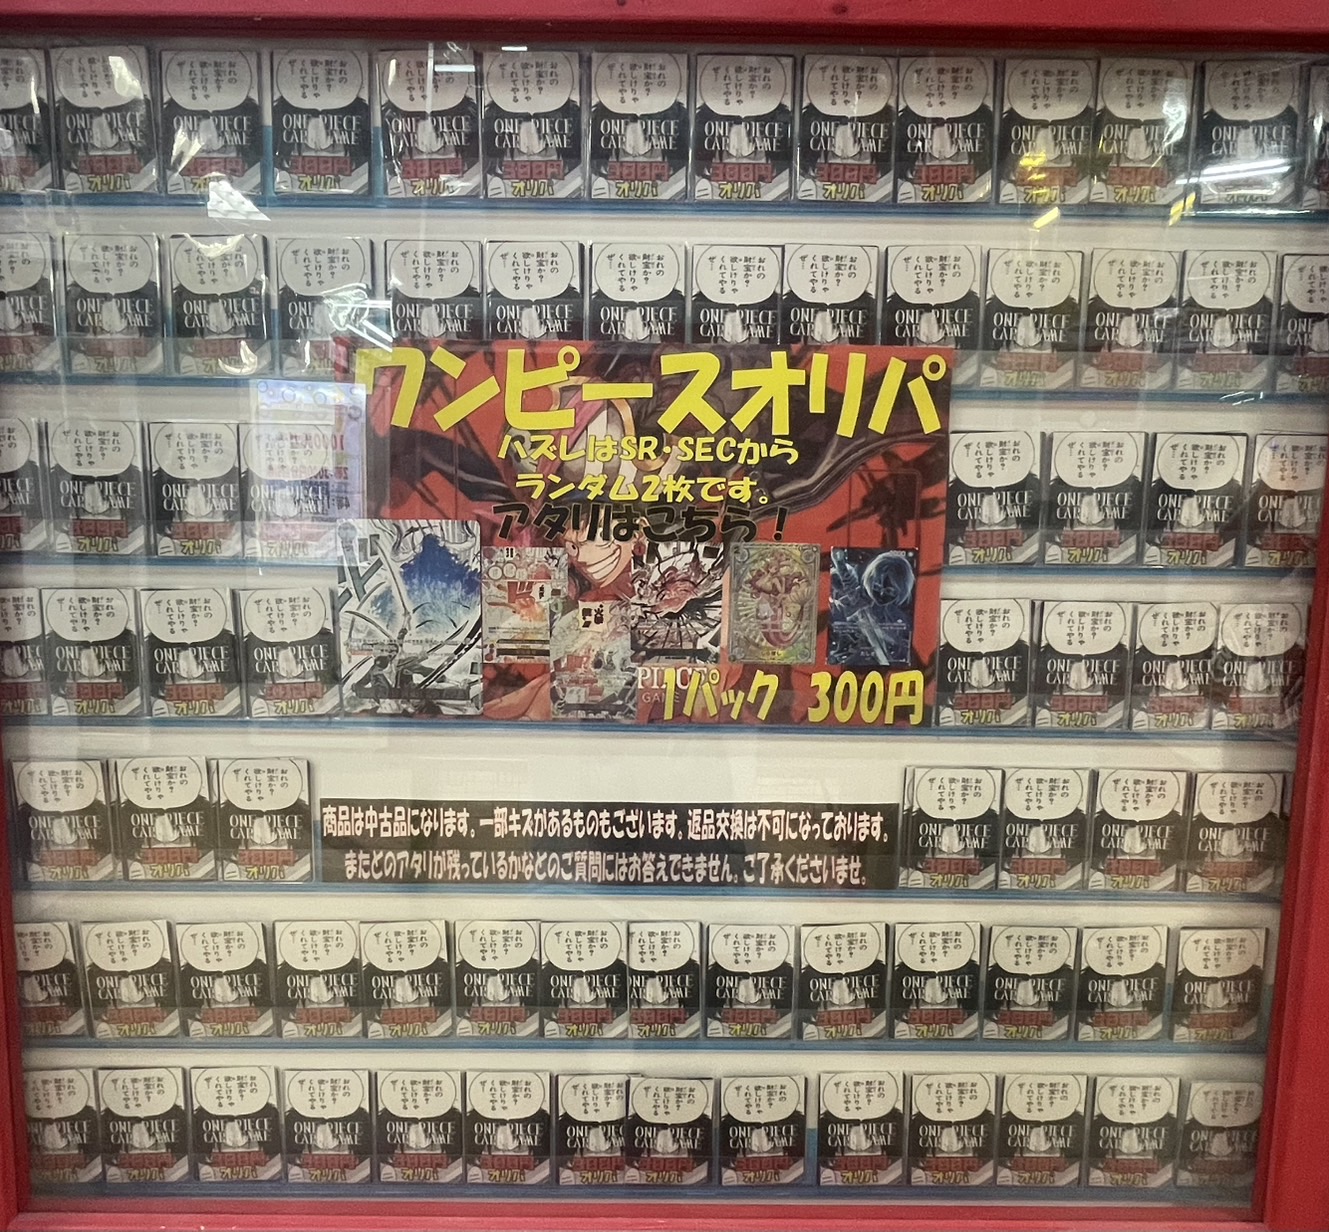 おれの
財宝か？
欲しけりゃ
くれてやる
ぜ…
ONE PIECE
CARD GAME
300円
オリパ
ワンピースオリパ
ハズレはSR・SECから
ランダム2枚です。
アタリはこちら！
1パック 300円
商品は中古品になります。一部キズがあるものもございます。返品交換は不可になっております。
またどのアタリが残っているかなどのご質問にはお答えできません。ご了承くださいませ。